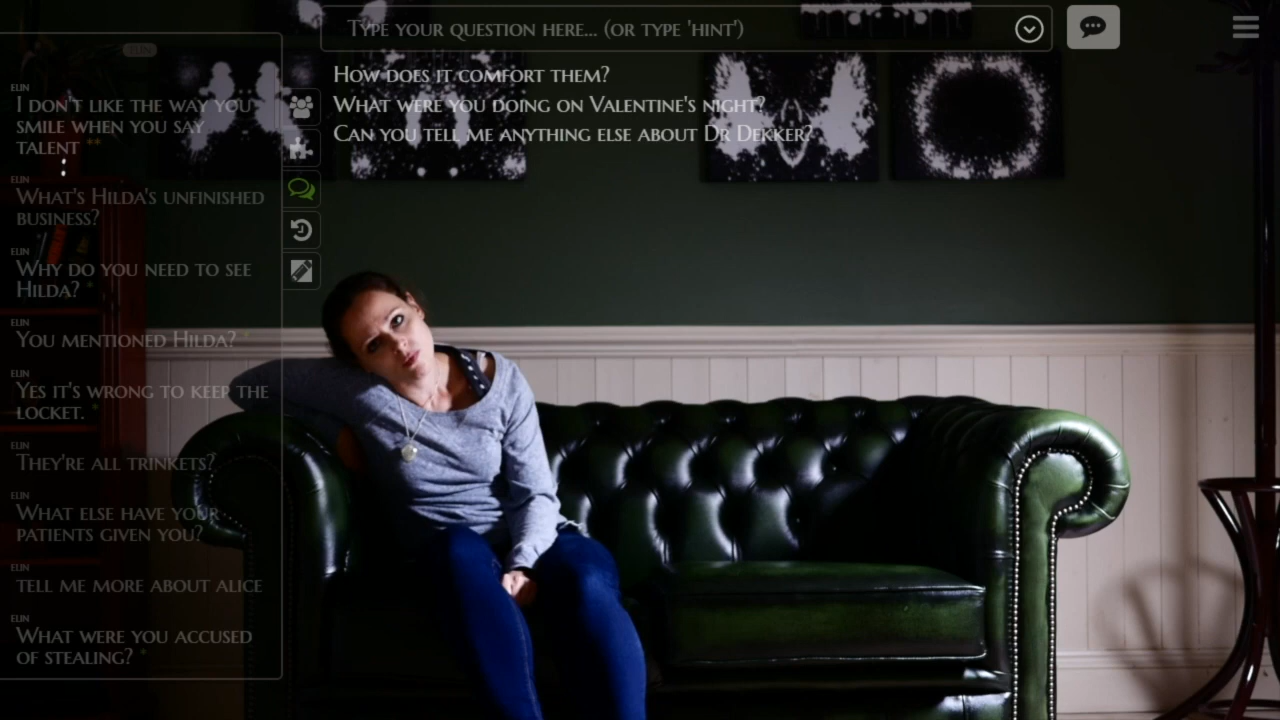 Type your question here... (or type 'hint')
How does it comfort them?
What were you doing on Valentine's night?
Can you tell me anything else about Dr Dekker?
ELIN
ELIN
I don't like the way you
smile when you say
talent **
ELIN
What's Hilda's unfinished
business?
ELIN
Why do you need to see
Hilda? *
ELIN
You mentioned Hilda? *
ELIN
Yes it's wrong to keep the
locket. *
ELIN
They're all trinkets?
ELIN
What else have your
patients given you?
ELIN
tell me more about alice
ELIN
What were you accused
of stealing? *